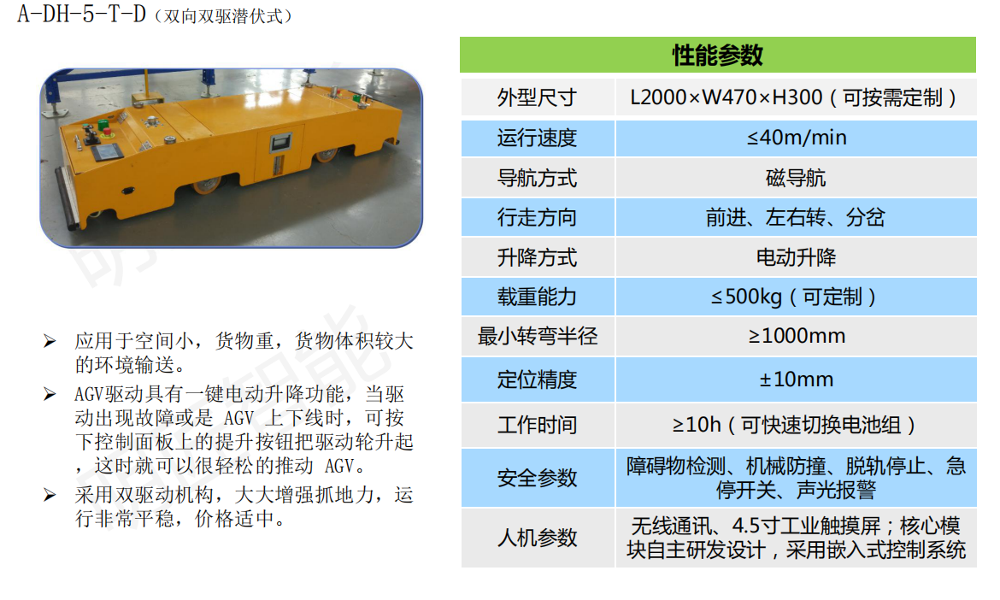 A-DH-5-T-D（双向双驱潜伏式）
➢ 应用于空间小，货物重，货物体积较大
的环境输送。
➢ AGV驱动具有一键电动升降功能，当驱
动出现故障或是 AGV 上下线时，可按
下控制面板上的提升按钮把驱动轮升起
，这时就可以很轻松的推动 AGV。
➢ 采用双驱动机构，大大增强抓地力，运
行非常平稳，价格适中。
性能参数
外型尺寸 L2000×W470×H300（可按需定制）
运行速度 ≤40m/min
导航方式 磁导航
行走方向 前进、左右转、分岔
升降方式 电动升降
载重能力 ≤500kg（可定制）
最小转弯半径 ≥1000mm
定位精度 ±10mm
工作时间 ≥10h（可快速切换电池组）
安全参数 障碍物检测、机械防撞、脱轨停止、急
停开关、声光报警
人机参数 无线通讯、4.5寸工业触摸屏；核心模
块自主研发设计，采用嵌入式控制系统